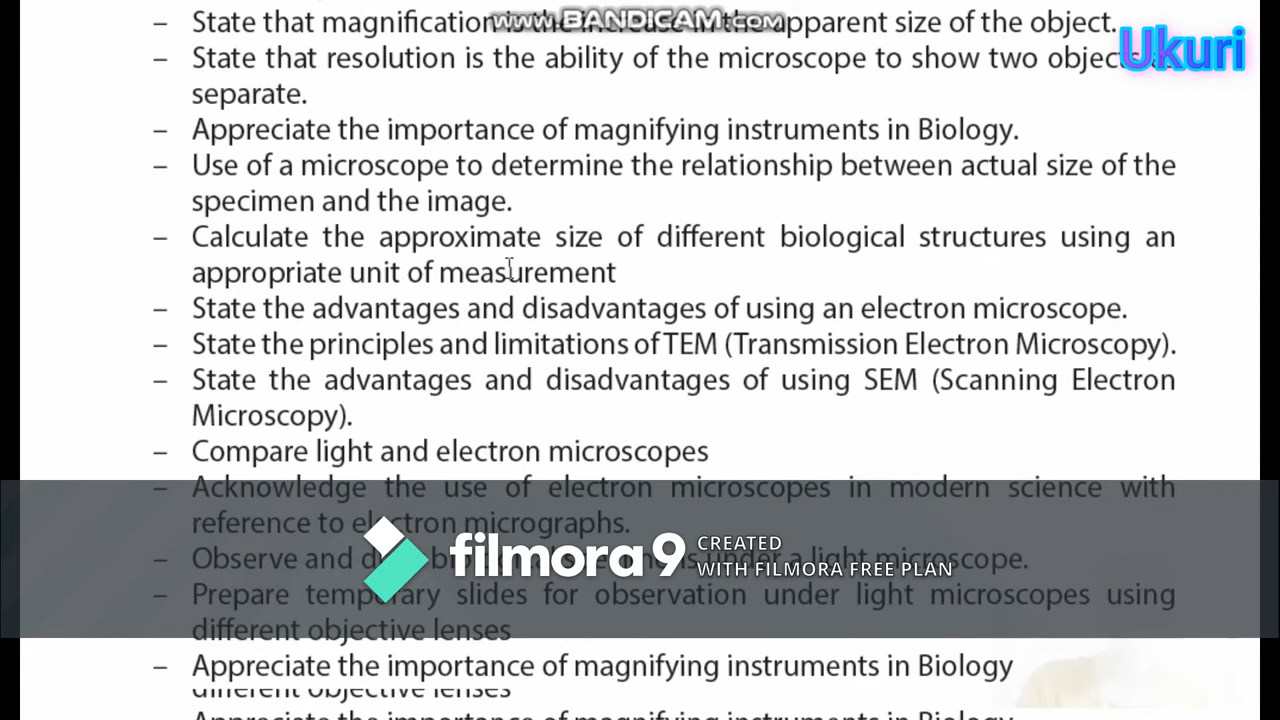 – State that magnification is the increase in the apparent size of the object.
www.BANDICAM.com
Ukuri
– State that resolution is the ability of the microscope to show two objects as
separate.
– Appreciate the importance of magnifying instruments in Biology.
– Use of a microscope to determine the relationship between actual size of the
specimen and the image.
– Calculate the approximate size of different biological structures using an
appropriate unit of measurement
– State the advantages and disadvantages of using an electron microscope.
– State the principles and limitations of TEM (Transmission Electron Microscopy).
– State the advantages and disadvantages of using SEM (Scanning Electron
Microscopy).
– Compare light and electron microscopes
– Acknowledge the use of electron microscopes in modern science with
reference to electron micrographs.
filmora9 CREATED
WITH FILMORA FREE PLAN
– Observe and under a light microscope.
– Prepare temporary slides for observation under light microscopes using
different objective lenses
– Appreciate the importance of magnifying instruments in Biology
different objective lenses
Appreciate the importance of magnifying instruments in Biology